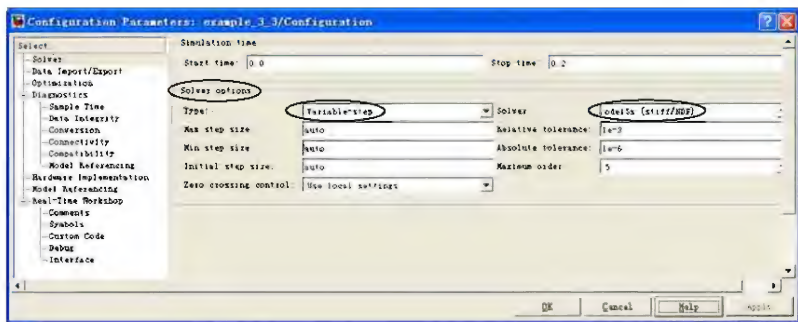 Configuration Parameters: example_3_3/Configuration
Select
Solver
Data Import/Export
Optimization
Diagnostics
Sample Time
Data Integrity
Conversion
Connectivity
Compatibility
Model Referencing
Hardware Implementation
Model Referencing
Real-Time Workshop
Comments
Symbols
Custom Code
Debug
Interface
Simulation time
Start time: 0.0 Stop time: 0.2
Solver options
Type: Variable-step Solver ode15s (stiff/NDF)
Max step size auto Relative tolerance: 1e-3
Min step size auto Absolute tolerance: 1e-6
Initial step size: auto Maximum order 5
Zero crossing control: Use local settings
OK Cancel Help Apply